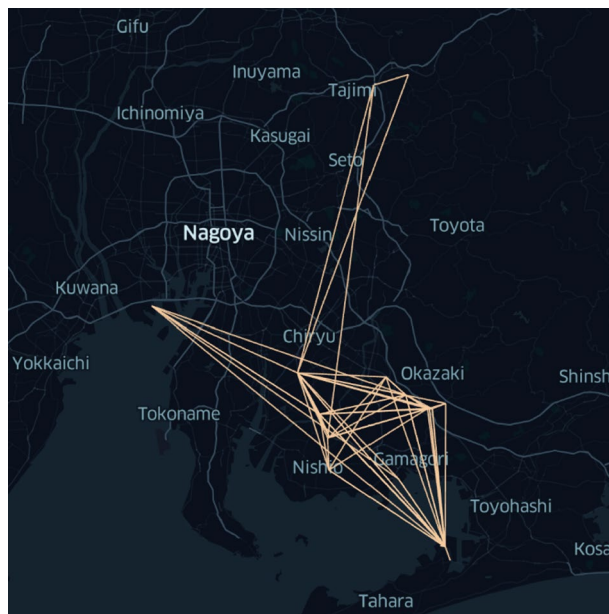 Gifu
Inuyama
Tajimi
Ichinomiya
Kasugai
Seto
Toyota
Nagoya
Nissin
Kuwana
Chiryu
Yokkaichi
Okazaki
Shinsh
Tokoname
Gamagori
Nishio
Toyohashi
Kosa
Tahara